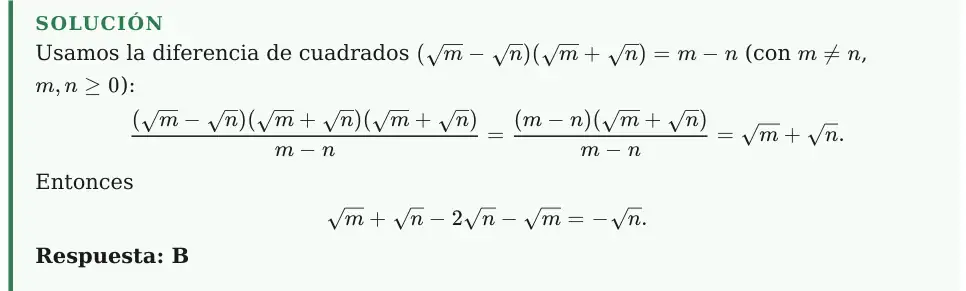 SOLUCIÓN
Usamos la diferencia de cuadrados (√m − √n)(√m + √n) = m − n (con m ≠ n,
m, n ≥ 0):
(√m − √n)(√m + √n)(√m + √n) / m − n = (m − n)(√m + √n) / m − n = √m + √n.
Entonces
√m + √n − 2√n − √m = −√n.
Respuesta: B